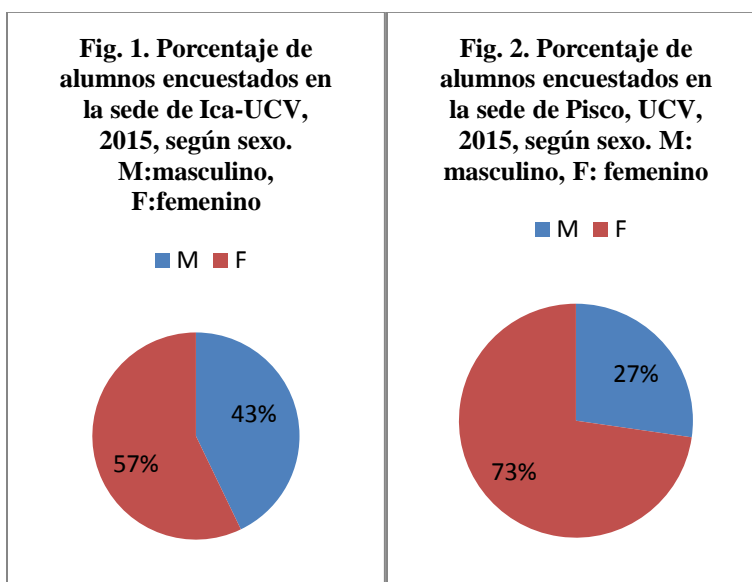 Fig. 1. Porcentaje de
alumnos encuestados en
la sede de Ica-UCV,
2015, según sexo.
M:masculino,
F:femenino
M F
43%
57%
Fig. 2. Porcentaje de
alumnos encuestados en
la sede de Pisco, UCV,
2015, según sexo. M:
masculino, F: femenino
M F
27%
73%